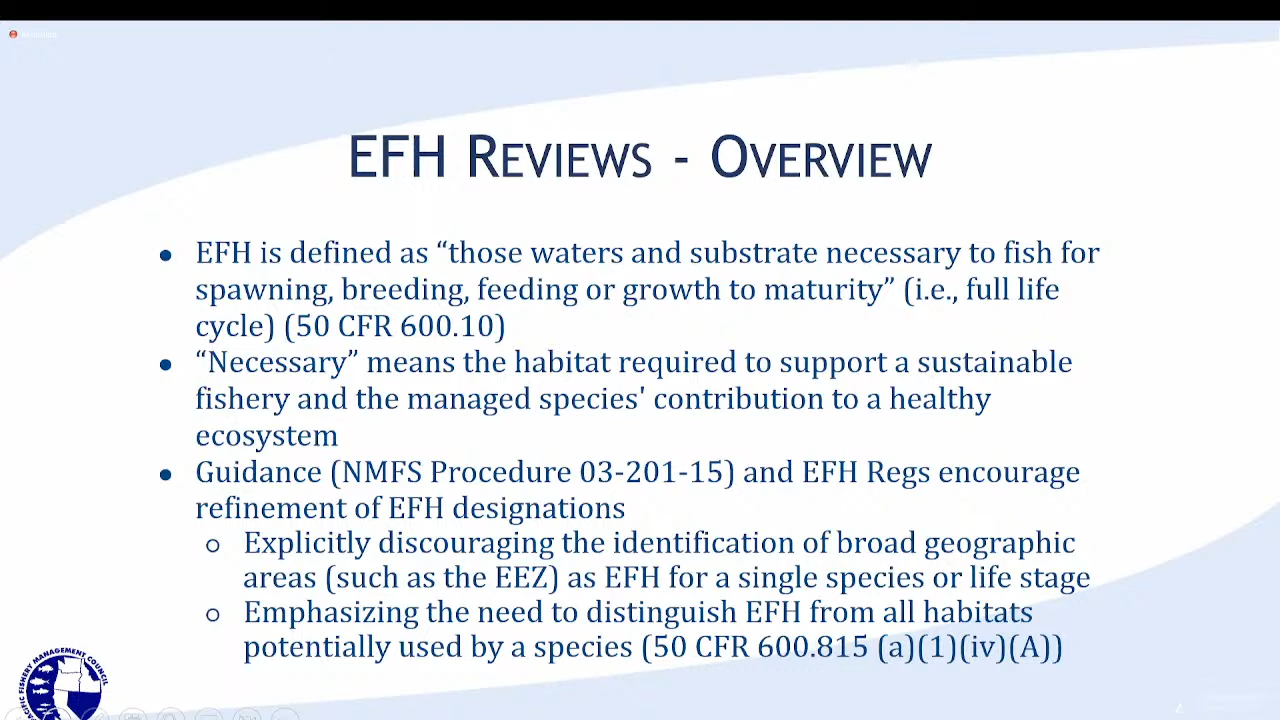 EFH REVIEWS - OVERVIEW
● EFH is defined as “those waters and substrate necessary to fish for
spawning, breeding, feeding or growth to maturity” (i.e., full life
cycle) (50 CFR 600.10)
● “Necessary” means the habitat required to support a sustainable
fishery and the managed species' contribution to a healthy
ecosystem
● Guidance (NMFS Procedure 03-201-15) and EFH Regs encourage
refinement of EFH designations
○ Explicitly discouraging the identification of broad geographic
areas (such as the EEZ) as EFH for a single species or life stage
○ Emphasizing the need to distinguish EFH from all habitats
potentially used by a species (50 CFR 600.815 (a)(1)(iv)(A))
PACIFIC FISHERY MANAGEMENT COUNCIL